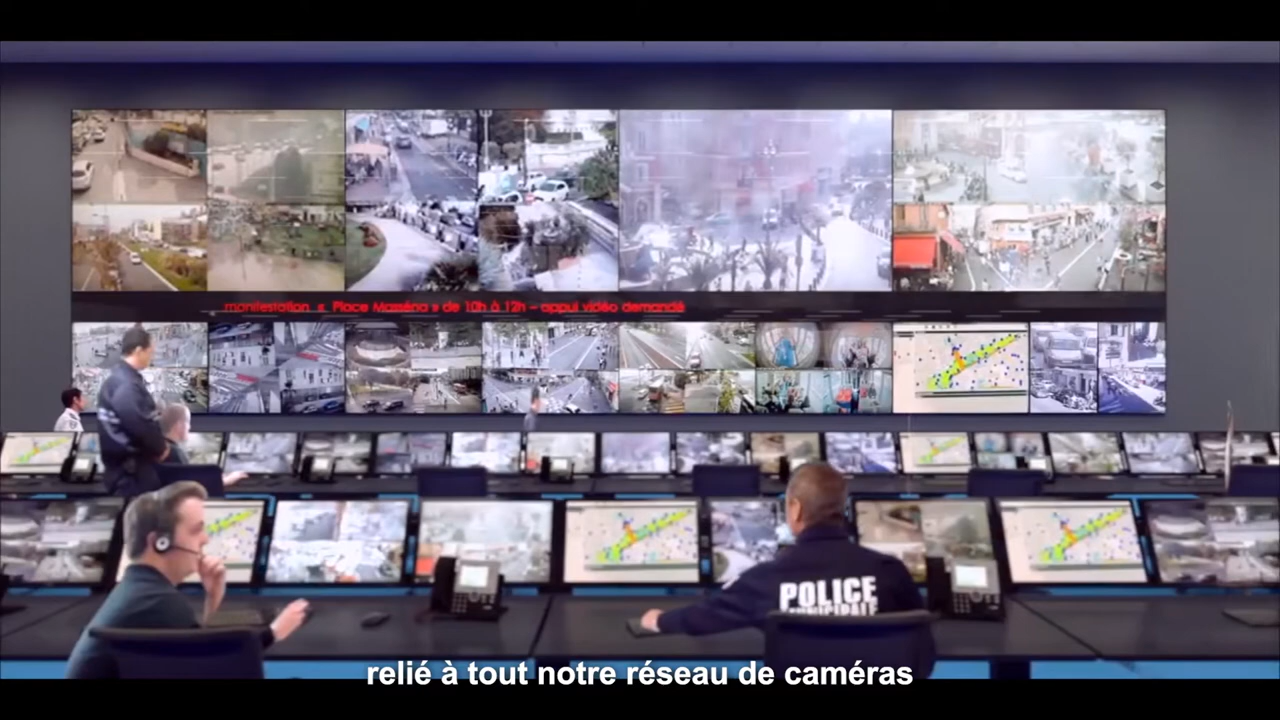 manifestation « Place Masséna » de 10h à 12h – appui vidéo demandé
POLICE
MUNICIPALE
relié à tout notre réseau de caméras